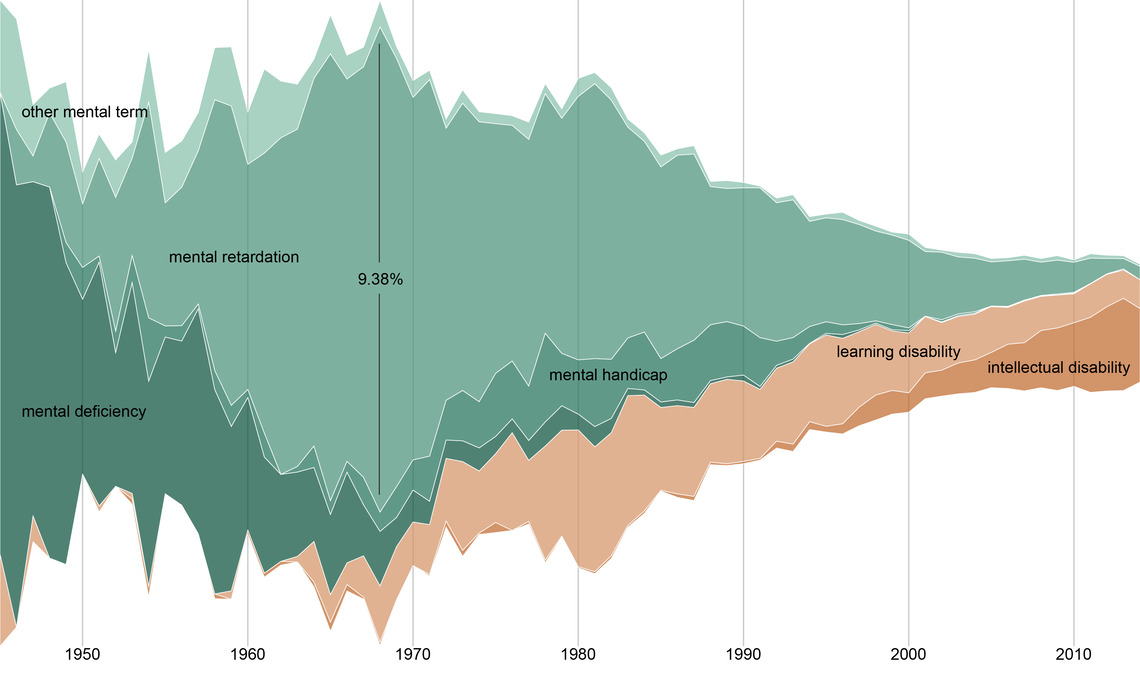 other mental term
mental retardation
9.38%
learning disability
intellectual disability
mental handicap
mental deficiency
1950 1960 1970 1980 1990 2000 2010